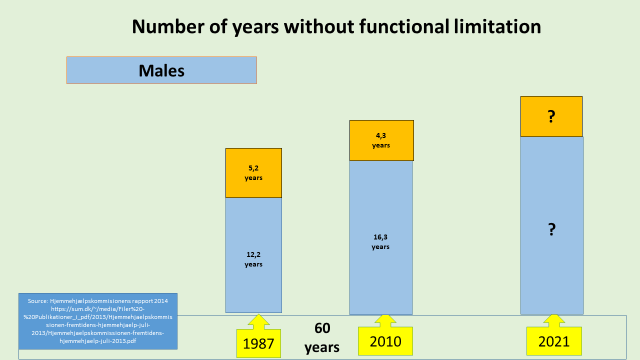 Number of years without functional limitation
Males
5,2
years
12,2
years
4,3
years
16,3
years
?
?
Source: Hjemmehjælpskommissionens rapport 2014
https://sum.dk/~/media/Filer%20-
%20Publikationer_i_pdf/2013/Hjemmehjaelpskommis
sionen-fremtidens-hjemmehjaelp-juli-
2013/Hjemmehjaelpskommissionen-fremtidens-
hjemmehjaelp-juli-2013.pdf
1987
60
years
2010
2021